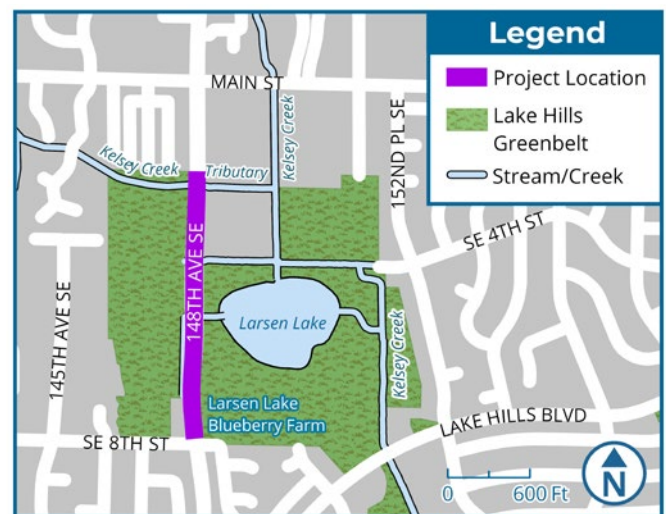 Legend
Project Location
Lake Hills
Greenbelt
Stream/Creek
MAIN ST
Kelsey Creek
Tributary
Kelsey Creek
152ND PL SE
SE 4TH ST
148TH AVE SE
145TH AVE SE
Larsen Lake
Kelsey Creek
Larsen Lake
Blueberry Farm
LAKE HILLS BLVD
SE 8TH ST
N
0 600 Ft